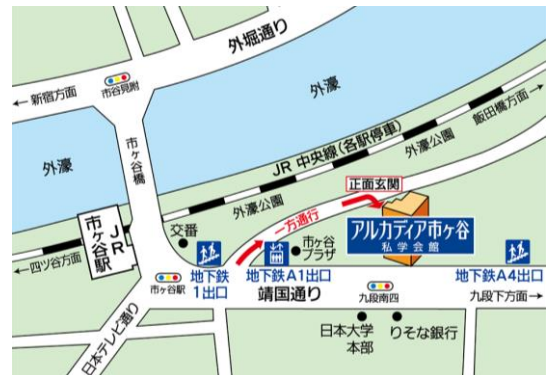 外堀通り
←新宿方面
市谷見附
外濠
飯田橋方面→
外濠
市ヶ谷橋
JR 中央線(各駅停車)
外濠公園
正面玄関
外濠公園
一方通行
アルカディア市ヶ谷
私学会館
JR
市ヶ谷駅
交番
市ヶ谷
プラザ
←四ツ谷方面
地下鉄
1出口
地下鉄A1出口
地下鉄A4出口
市ヶ谷駅
靖国通り
九段南四
九段下方面→
日本テレビ通り
日本大学
本部
りそな銀行